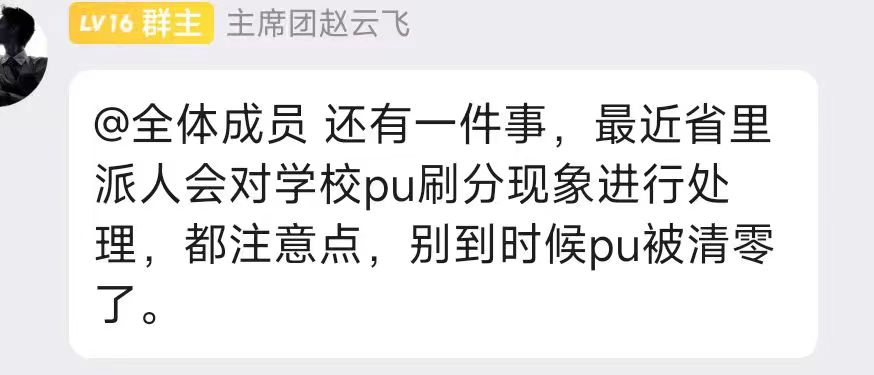 LV16 群主 主席团赵云飞
@全体成员 还有一件事，最近省里
派人会对学校pu刷分现象进行处
理，都注意点，别到时候pu被清零
了。